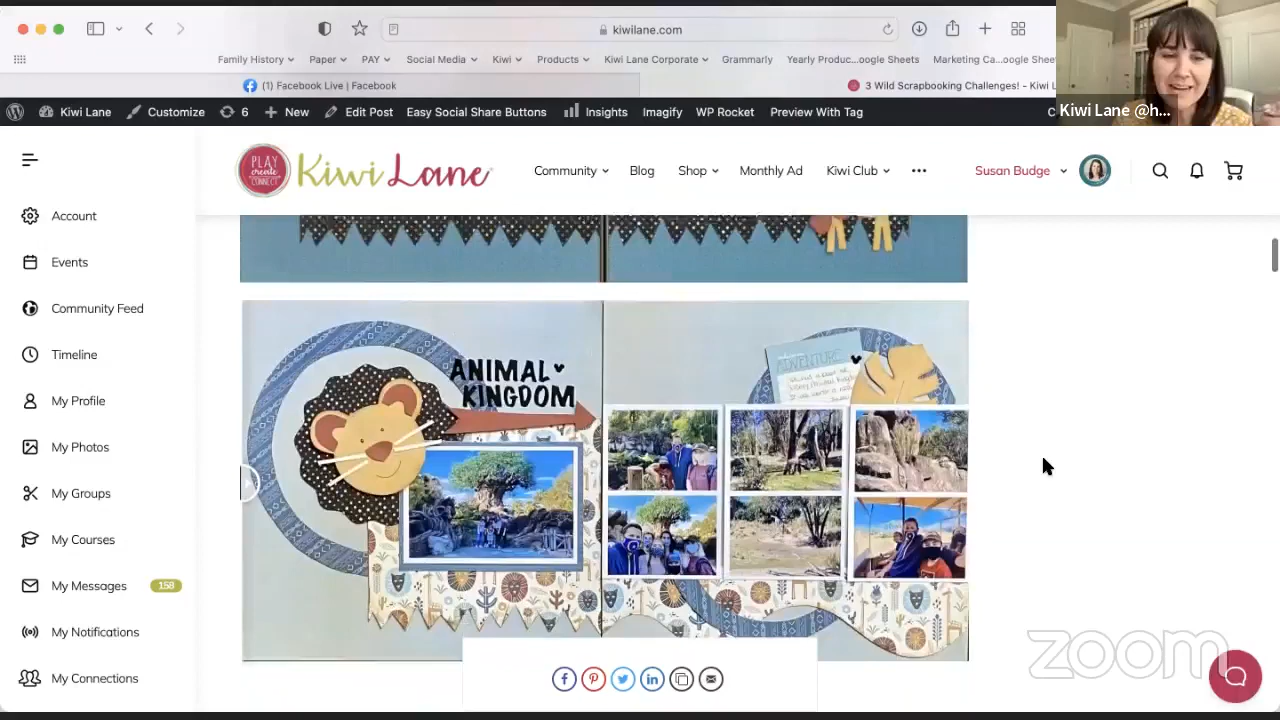 kiwilane.com
Family History
Paper
PAY
Social Media
Kiwi
Products
Kiwi Lane Corporate
Grammarly
Yearly Produc...oogle Sheets
Marketing Ca...oogle Shee
(1) Facebook Live | Facebook
3 Wild Scrapbooking Challenges! - Kiwi L
Kiwi Lane @h...
Kiwi Lane
Customize
6
New
Edit Post
Easy Social Share Buttons
Insights
Imagify
WP Rocket
Preview With Tag
PLAY
create
CONNECT
Kiwi Lane
Community
Blog
Shop
Monthly Ad
Kiwi Club
Susan Budge
Account
Events
Community Feed
Timeline
My Profile
My Photos
My Groups
My Courses
My Messages 158
My Notifications
My Connections
ANIMAL
KINGDOM
ADVENTURE
zoom